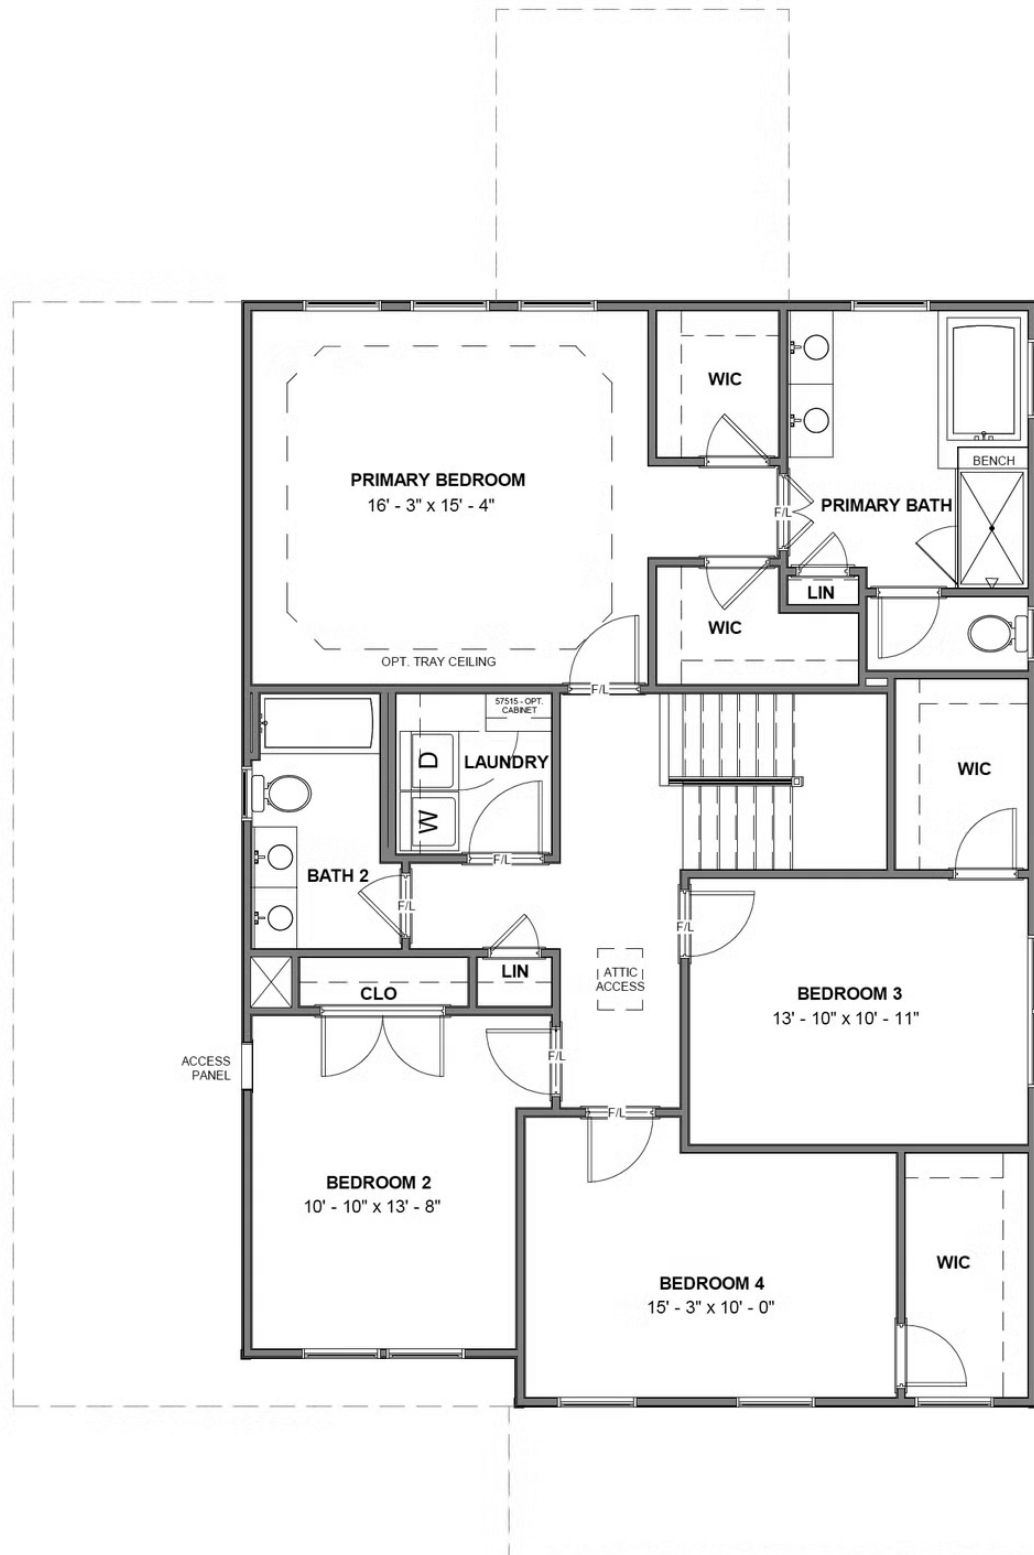 WIC
BENCH
PRIMARY BEDROOM
16' - 3" x 15' - 4"
F/L
PRIMARY BATH
LIN
WIC
OPT. TRAY CEILING
F/L
57515 - OPT.
CABINET
D
LAUNDRY
WIC
W
F/L
BATH 2
F/L
F/L
LIN
ATTIC
ACCESS
CLO
BEDROOM 3
13' - 10" x 10' - 11"
F/L
ACCESS
PANEL
F/L
BEDROOM 2
10' - 10" x 13' - 8"
WIC
BEDROOM 4
15' - 3" x 10' - 0"